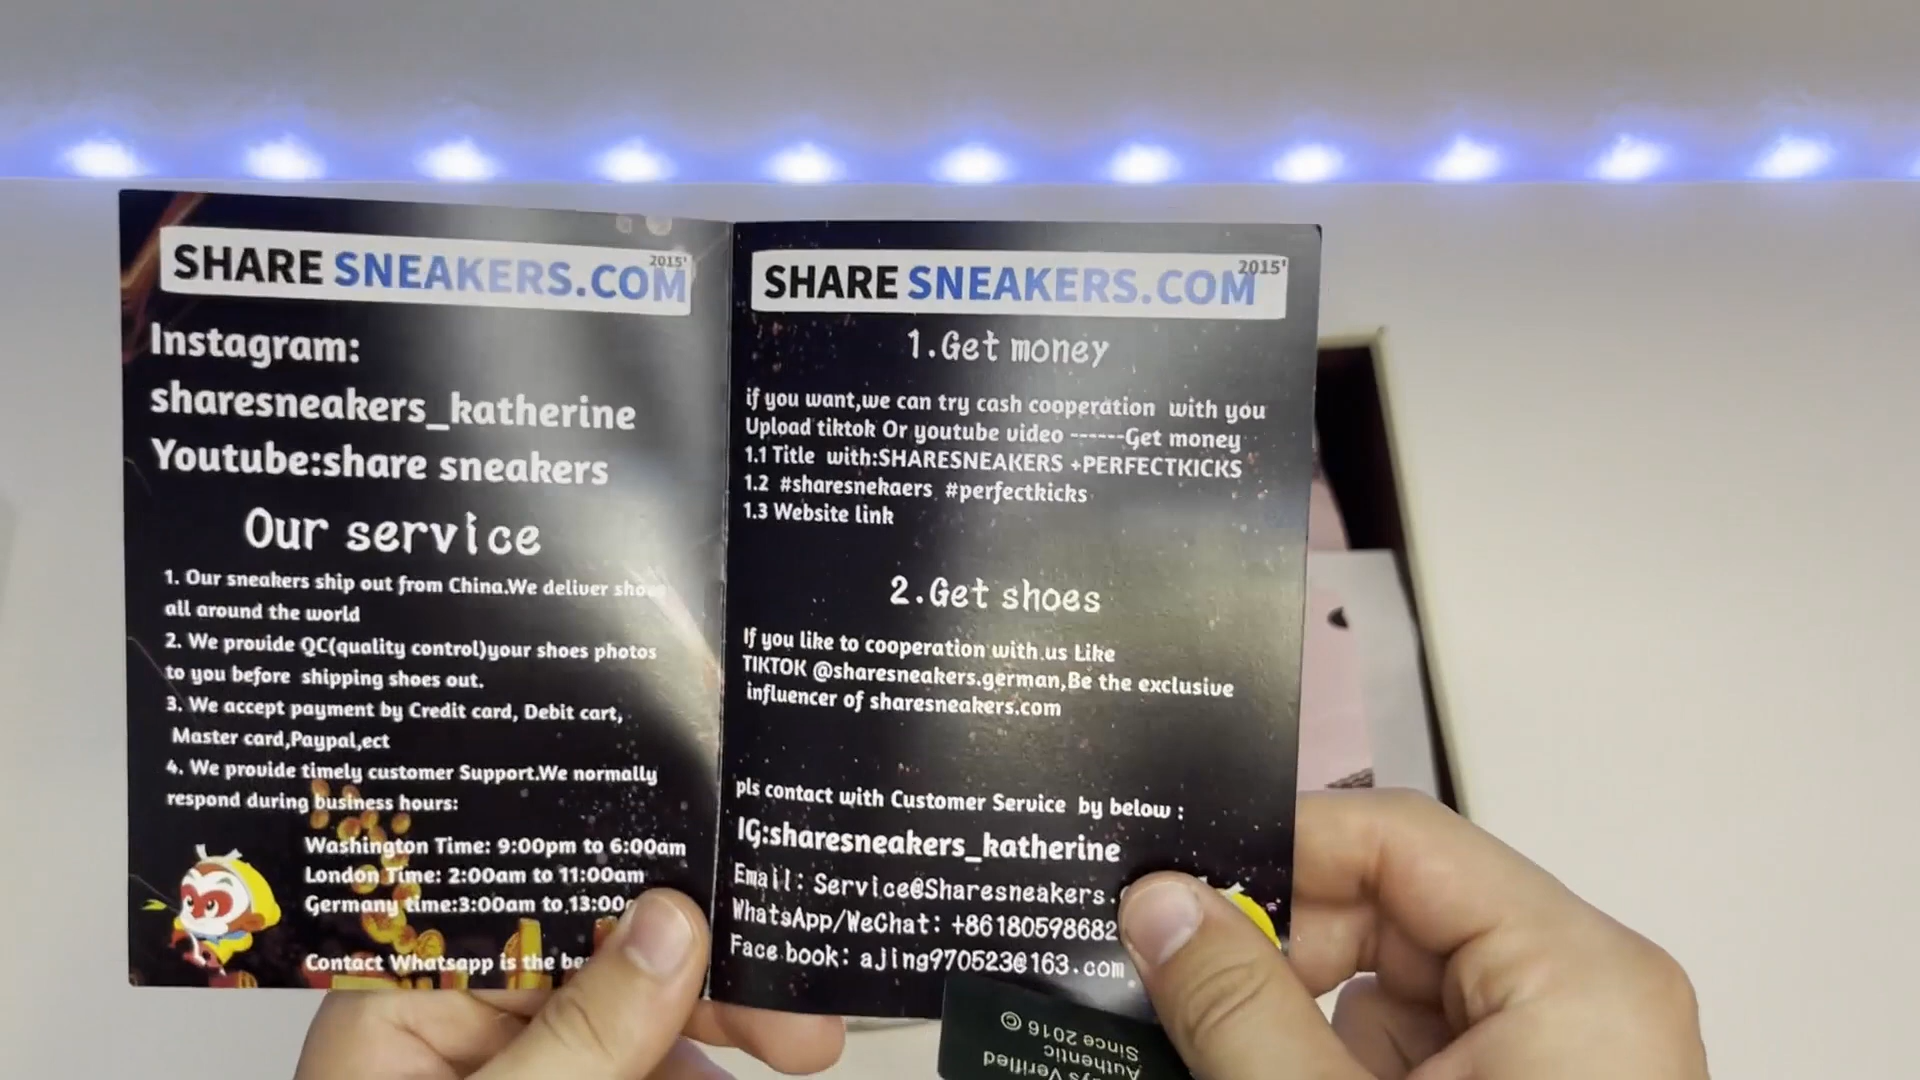 SHARE SNEAKERS.COM 2015'
Instagram:
sharesneakers_katherine
Youtube:share sneakers
Our service
1. Our sneakers ship out from China.We deliver
all around the world
2. We provide QC(quality control)your shoes photos
to you before shipping shoes out.
3. We accept payment by Credit card, Debit cart,
Master card,Paypal,ect
4. We provide timely customer Support.We normally
respond during business hours:
Washington Time: 9:00pm to 6:00am
London Time: 2:00am to 11:00am
Germany time:3:00am to 13:00
Contact Whatsapp is the
SHARE SNEAKERS.COM 2015'
1.Get money
if you want,we can try cash cooperation with you
Upload tiktok Or youtube video ------Get money
1.1 Title with:SHARESNEAKERS +PERFECTKICKS
1.2 #sharesnekaers #perfectkicks
1.3 Website link
2.Get shoes
If you like to cooperation with us Like
TIKTOK @sharesneakers.german,Be the exclusive
influencer of sharesneakers.com
pls contact with Customer Service by below :
IG:sharesneakers_katherine
Email: Service@Sharesneakers.
WhatsApp/WeChat: +86180598682
Face book: ajing970523@163.com
Verified
Authentic
Since 2016 ©